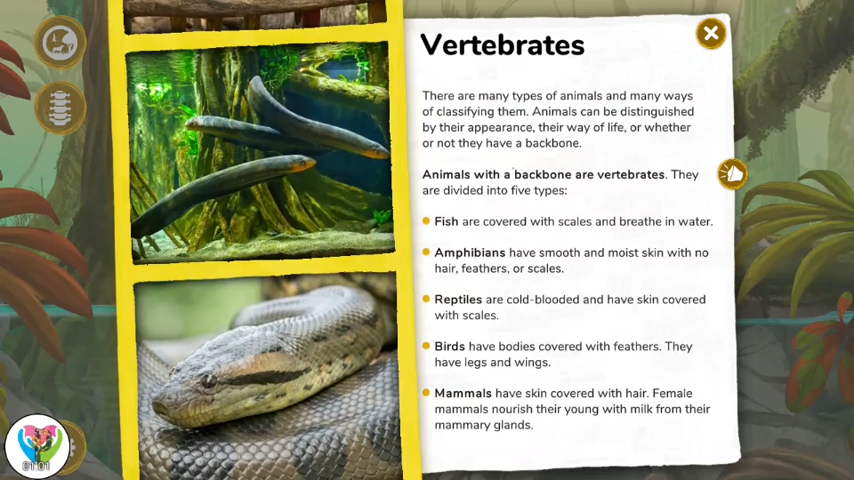 Vertebrates
There are many types of animals and many ways
of classifying them. Animals can be distinguished
by their appearance, their way of life, or whether
or not they have a backbone.
Animals with a backbone are vertebrates. They
are divided into five types:
Fish are covered with scales and breathe in water.
Amphibians have smooth and moist skin with no
hair, feathers, or scales.
Reptiles are cold-blooded and have skin covered
with scales.
Birds have bodies covered with feathers. They
have legs and wings.
Mammals have skin covered with hair. Female
mammals nourish their young with milk from their
mammary glands.
01:01